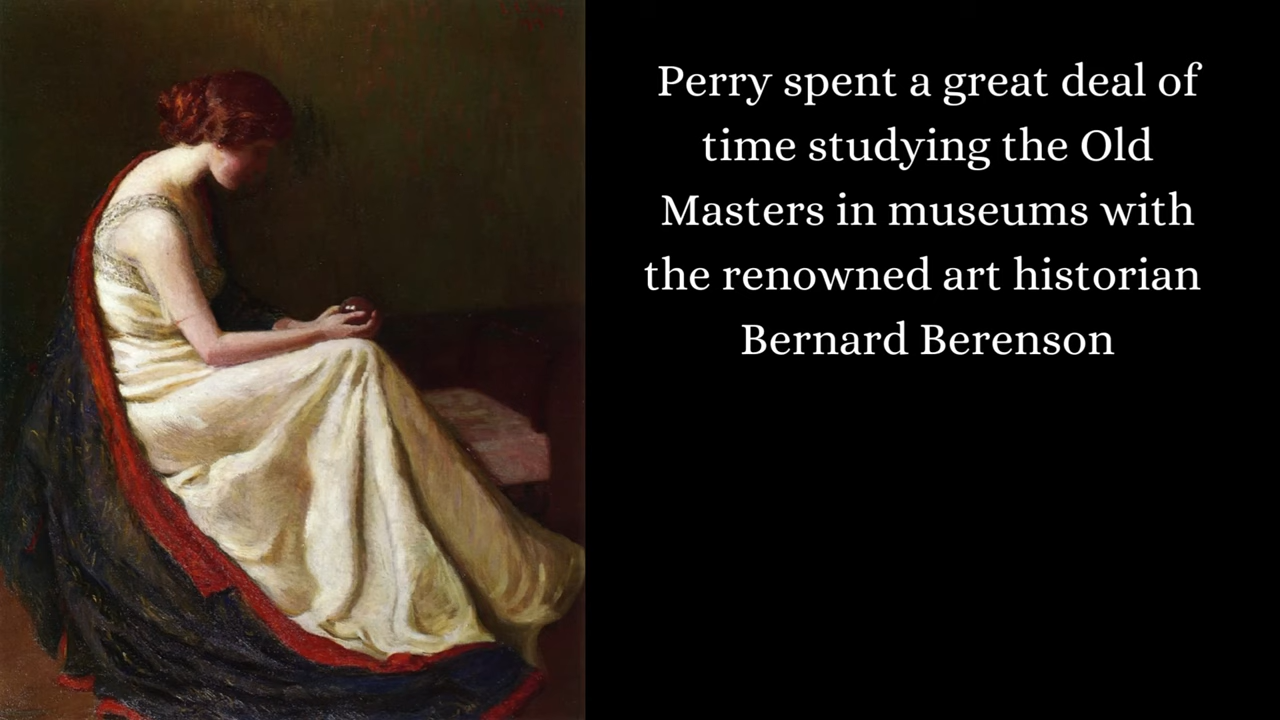 Perry spent a great deal of
time studying the Old
Masters in museums with
the renowned art historian
Bernard Berenson